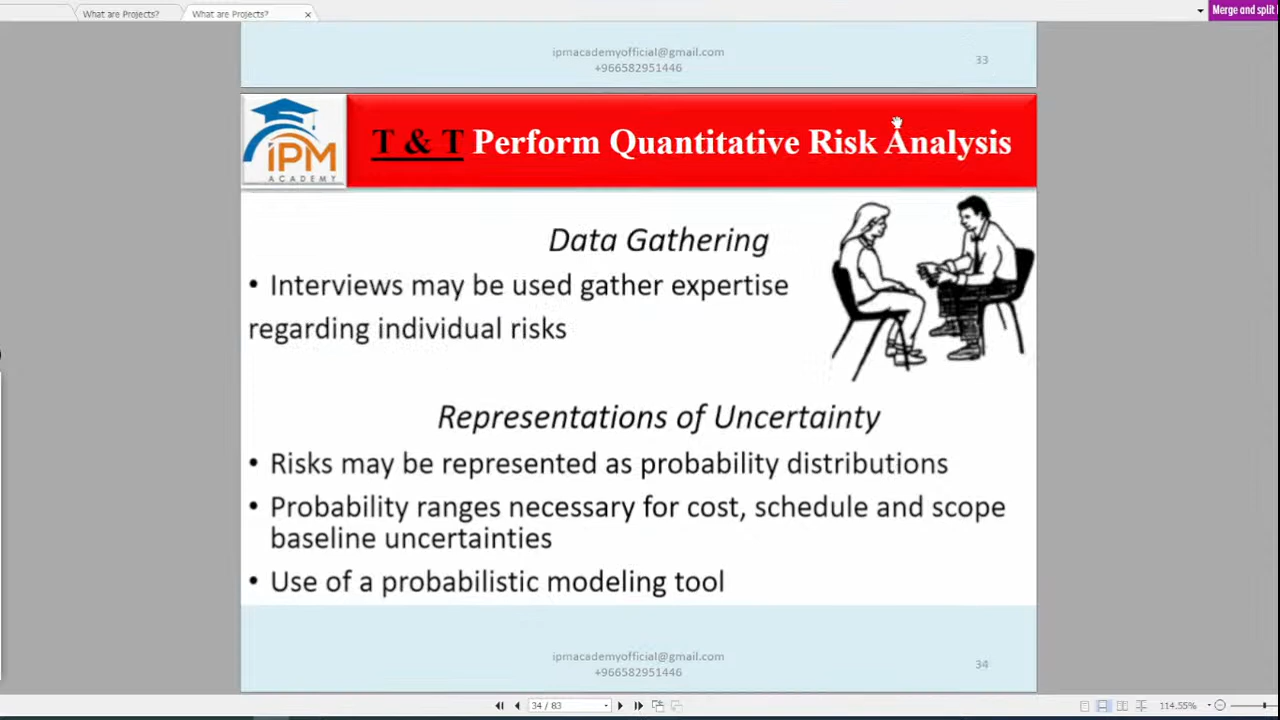 What are Projects?
What are Projects? ×
Merge and split
ipmacademyofficial@gmail.com
+966582951446
33
iPM
ACADEMY
T & T Perform Quantitative Risk Analysis
Data Gathering
• Interviews may be used gather expertise
regarding individual risks
Representations of Uncertainty
• Risks may be represented as probability distributions
• Probability ranges necessary for cost, schedule and scope
baseline uncertainties
• Use of a probabilistic modeling tool
ipmacademyofficial@gmail.com
+966582951446
34
34 / 83
114.55%